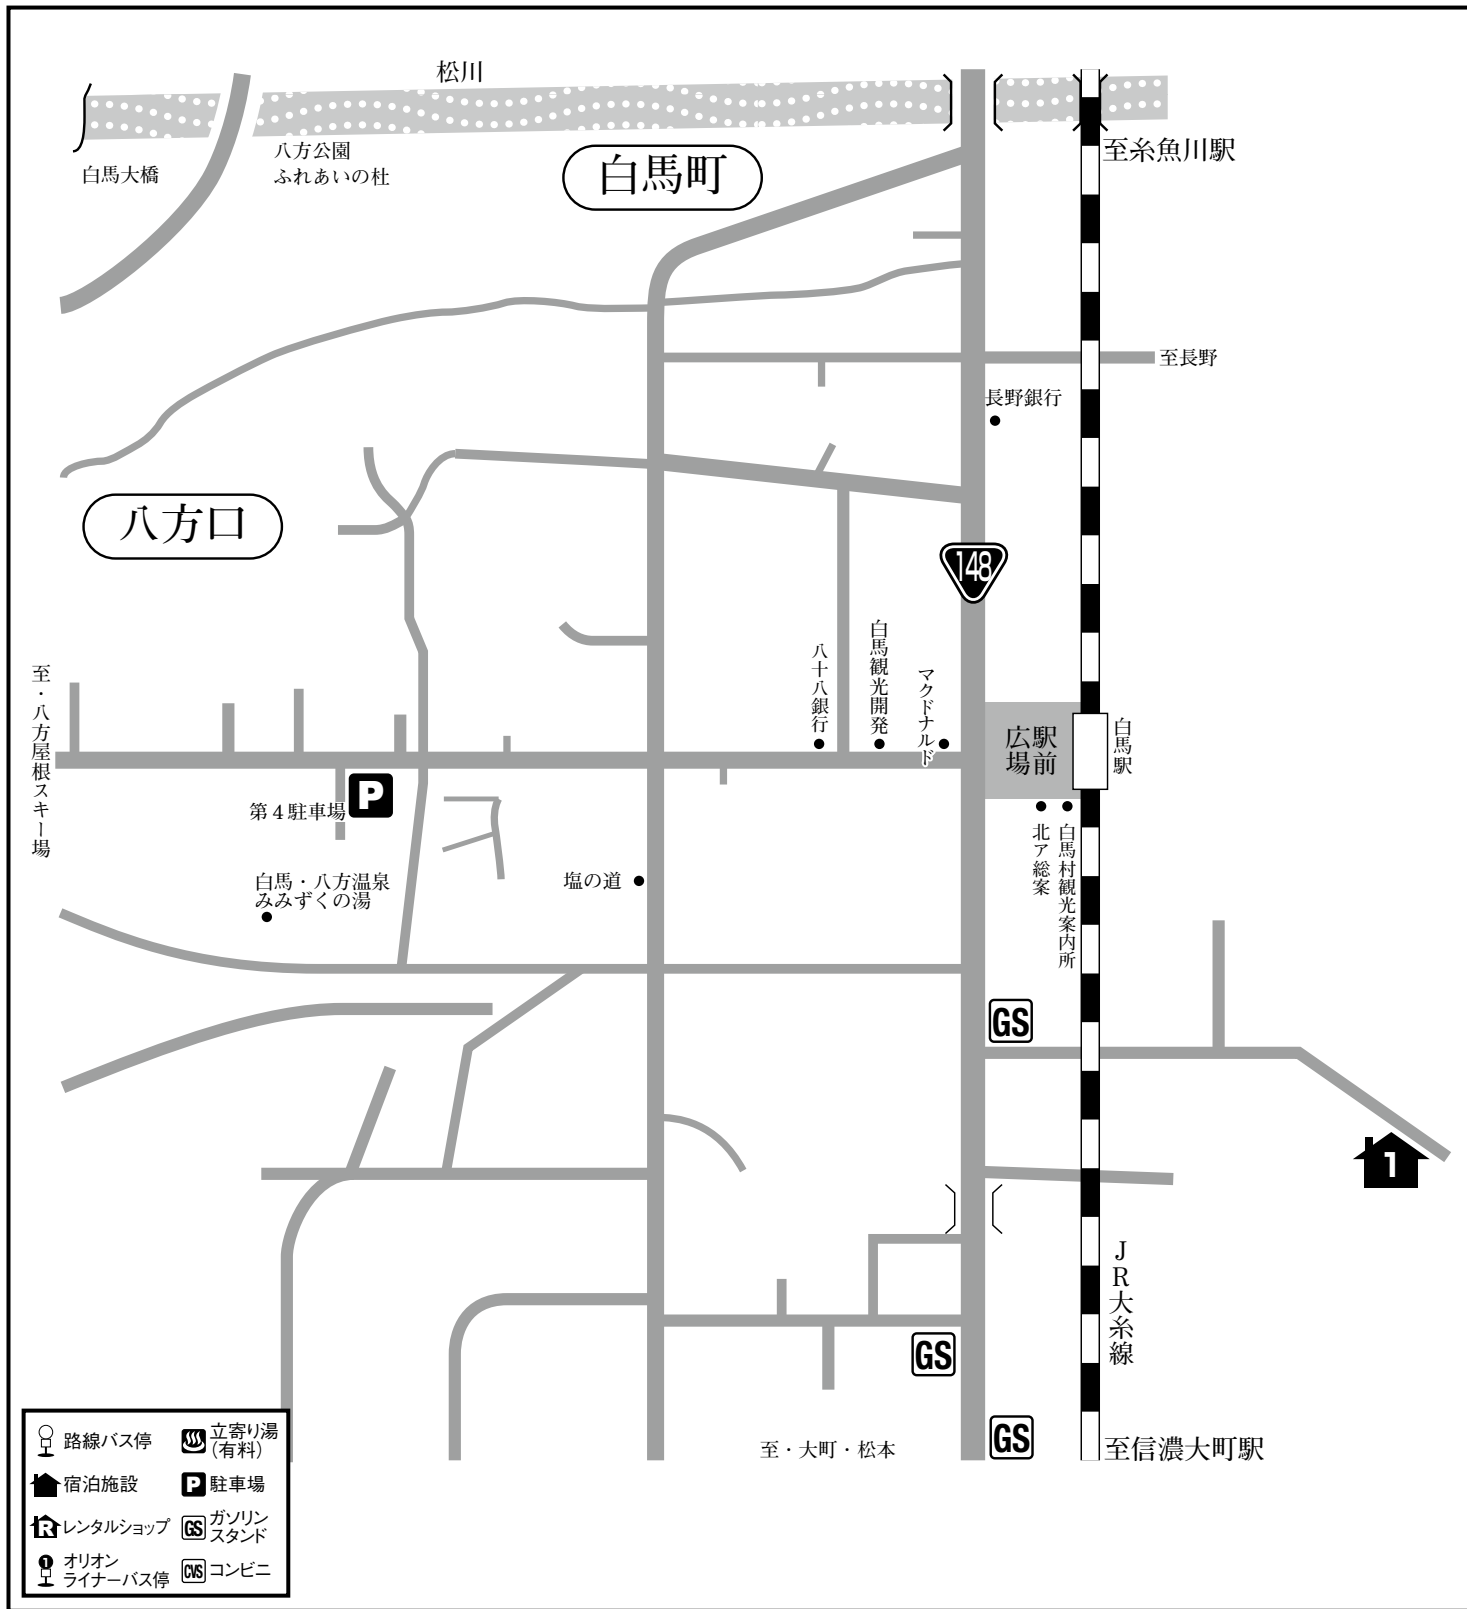 松川
至糸魚川駅
八方公園
ふれあいの杜
白馬大橋
白馬町
至長野
長野銀行
八方口
148
至・八方屋根スキー場
八十八銀行
白馬観光開発
マクドナルド
駅前
広場
白馬駅
P
第4駐車場
北ア総案
白馬村観光案内所
白馬・八方温泉
みみずくの湯
塩の道
GS
1
JR大糸線
GS
GS
至・大町・松本
至信濃大町駅
路線バス停
宿泊施設
R レンタルショップ
1 オリオン
ライナーバス停
立寄り湯
(有料)
P 駐車場
GS ガソリン
スタンド
CVS コンビニ